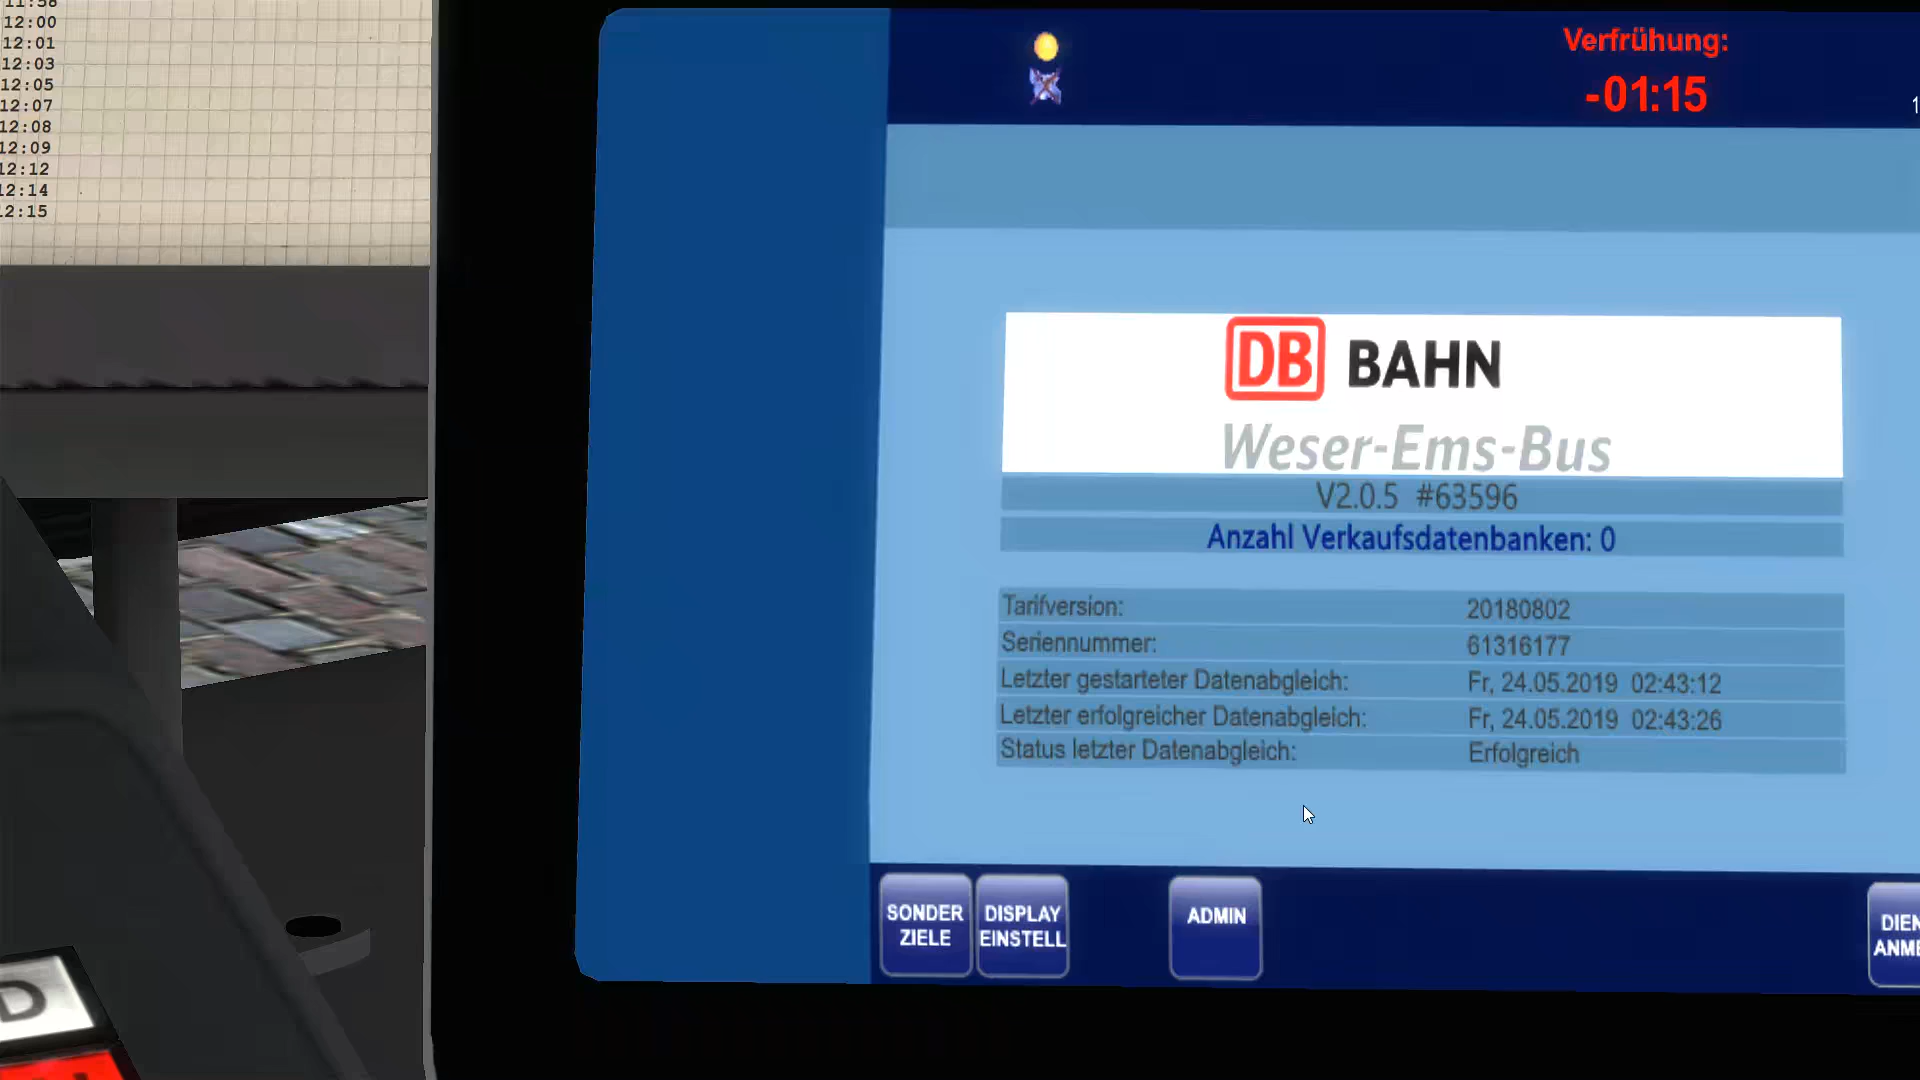 11:58
12:00
12:01
12:03
12:05
12:07
12:08
12:09
12:12
12:14
12:15
Verfrühung:
-01:15
DB BAHN
Weser-Ems-Bus
V2.0.5 #63596
Anzahl Verkaufsdatenbanken: 0
Tarifversion: 20180802
Seriennummer: 61316177
Letzter gestarteter Datenabgleich: Fr, 24.05.2019 02:43:12
Letzter erfolgreicher Datenabgleich: Fr, 24.05.2019 02:43:26
Status letzter Datenabgleich: Erfolgreich
SONDER
ZIELE
DISPLAY
EINSTELL
ADMIN
D